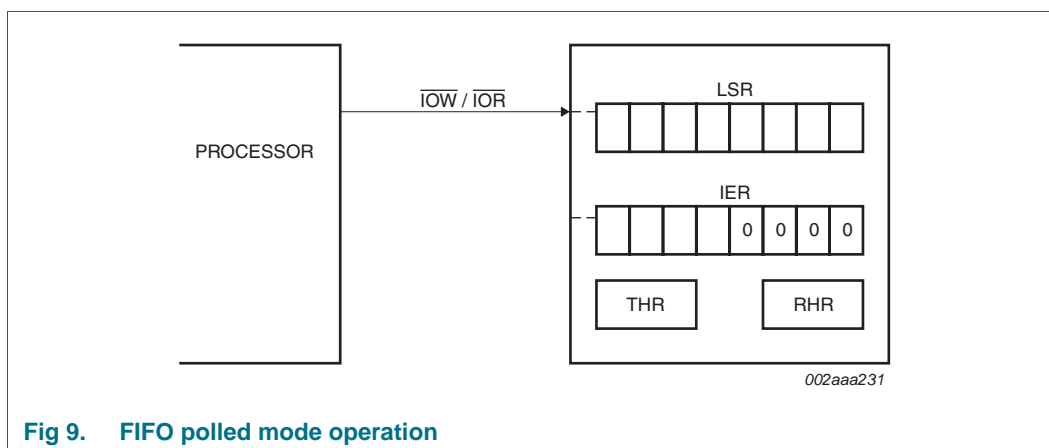 LSR
IOW / IOR
PROCESSOR
IER
0 0 0 0
THR RHR
002aaa231
Fig 9. FIFO polled mode operation